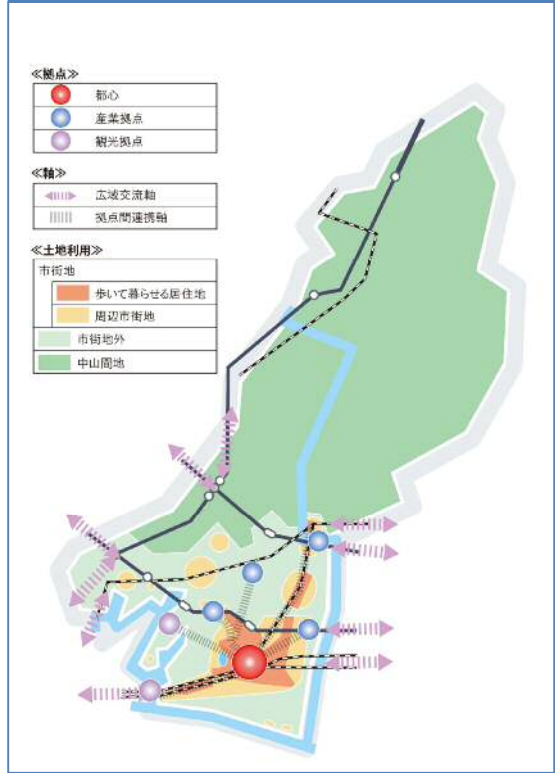 ≪拠点≫
都心
産業拠点
観光拠点
≪軸≫
広域交流軸
拠点間連携軸
≪土地利用≫
市街地
歩いて暮らせる居住地
周辺市街地
市街地外
中山間地